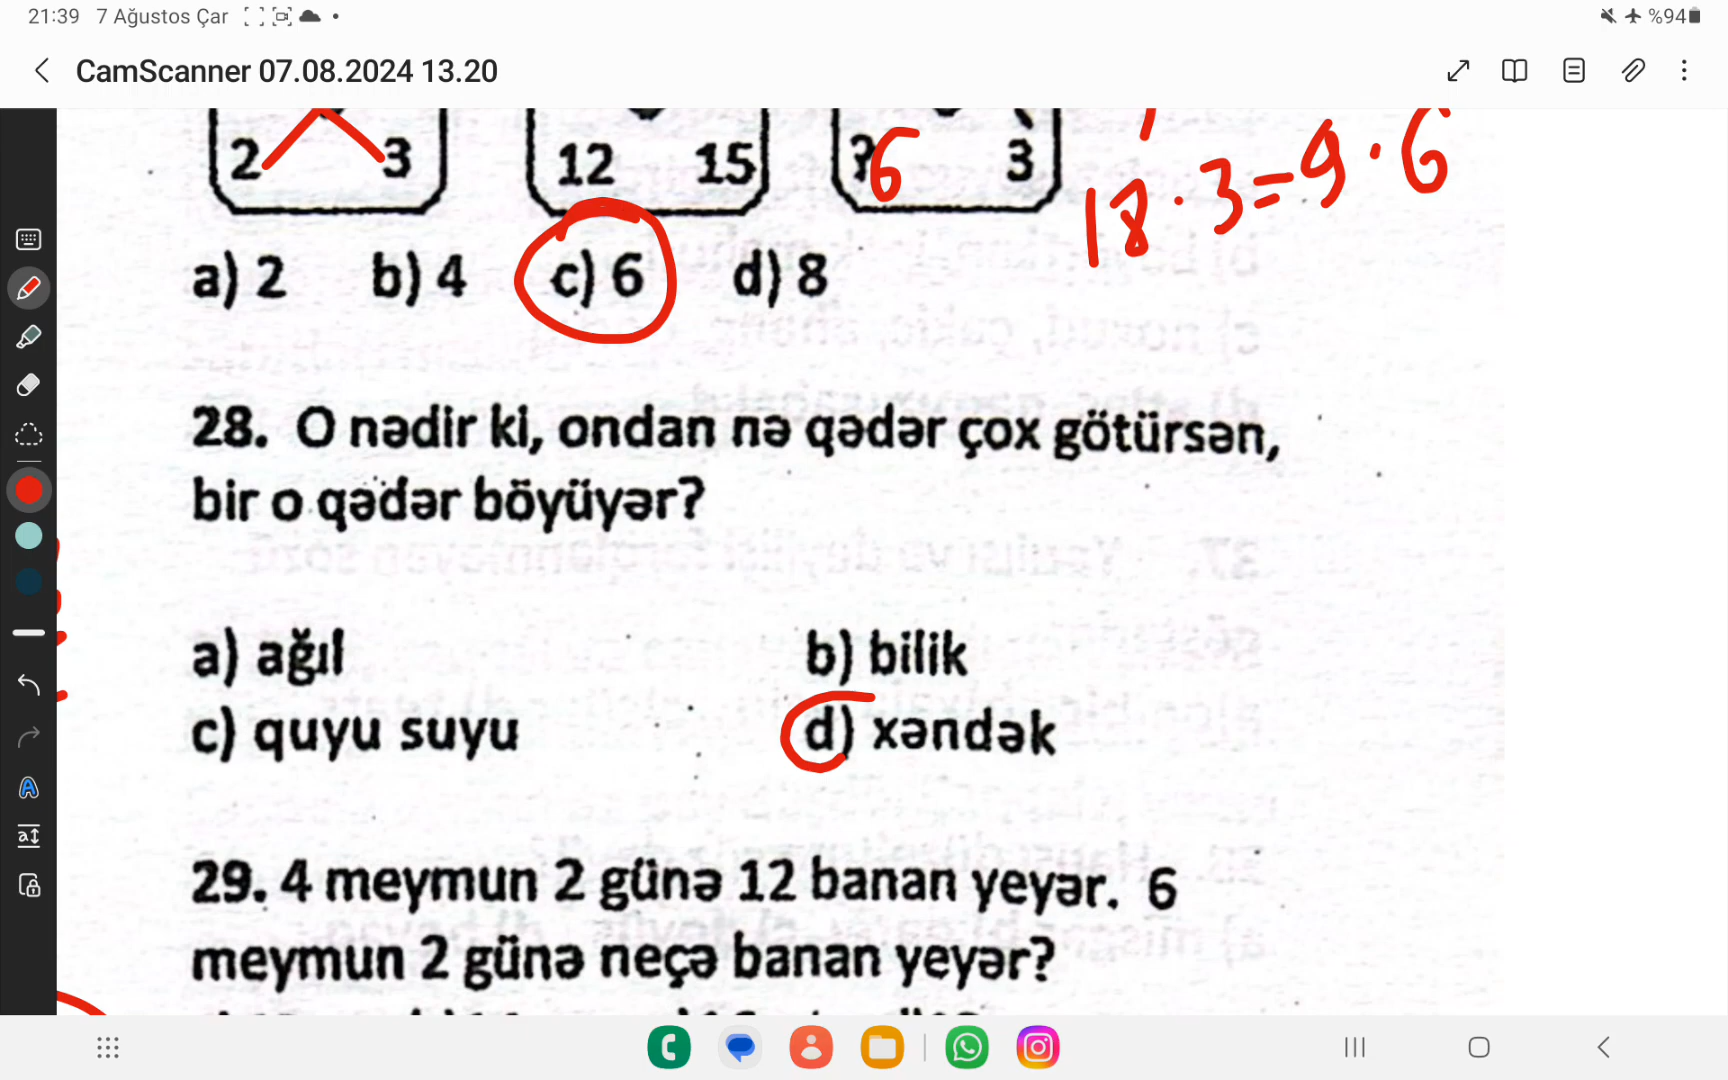 21:39 7 Ağustos Çar
%94
CamScanner 07.08.2024 13.20
2 3 12 15 ? 6 3
18 · 3 = 9 · 6
a) 2 b) 4 c) 6 d) 8
28. O nədir ki, ondan nə qədər çox götürsən,
bir o qədər böyüyər?
a) ağıl b) bilik
c) quyu suyu d) xəndək
29. 4 meymun 2 günə 12 banan yeyər. 6
meymun 2 günə neçə banan yeyər?